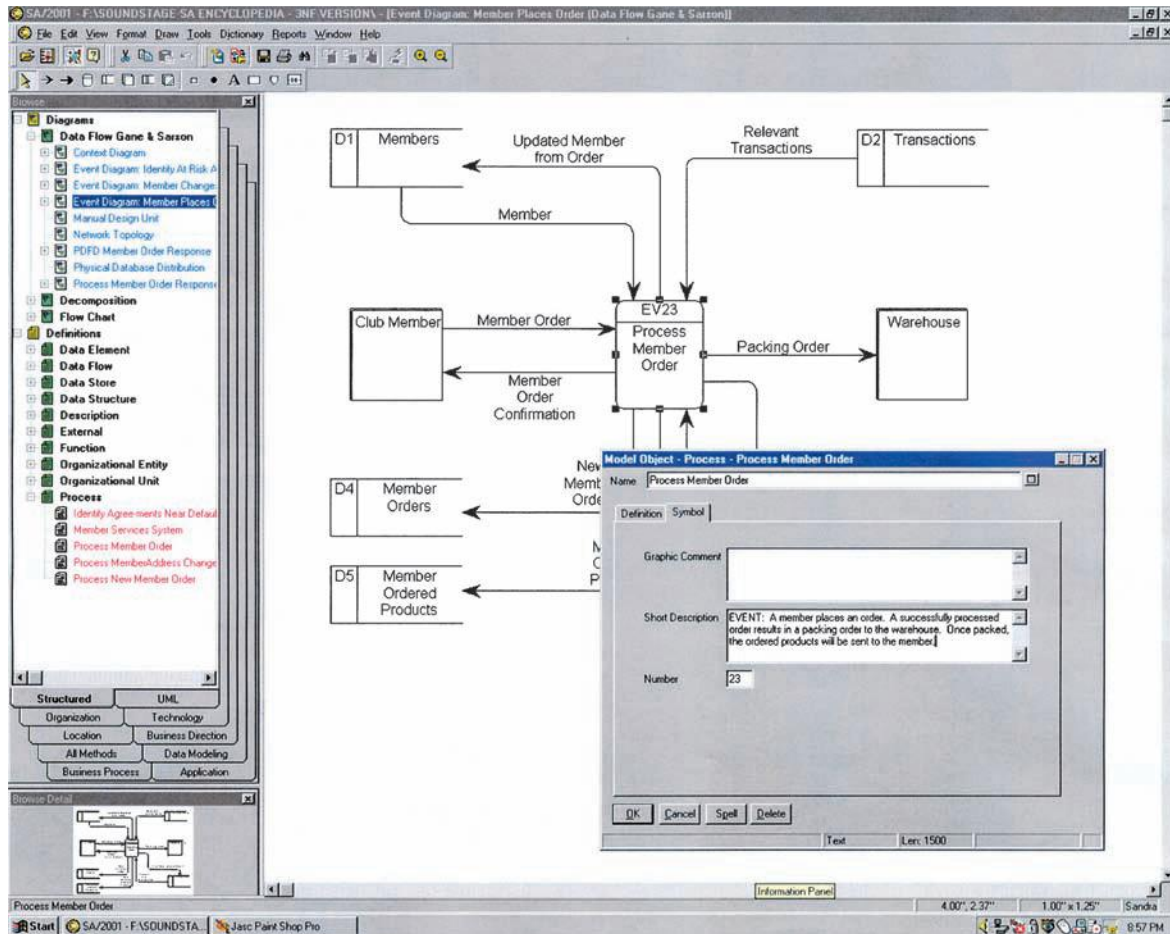 SA/2001 - F:\SOUNDSTAGE SA ENCYCLOPEDIA - 3NF VERSION\ - [Event Diagram: Member Places Order (Data Flow Gane & Sarson)]
File Edit View Format Draw Tools Dictionary Reports Window Help
Browse
Diagrams
Data Flow Gane & Sarson
Context Diagram
Event Diagram: Identify At Risk A
Event Diagram: Member Change
Event Diagram: Member Places O
Manual Design Unit
Network Topology
PDFD Member Order Response
Physical Database Distribution
Process Member Order Response
Decomposition
Flow Chart
Definitions
Data Element
Data Flow
Data Store
Data Structure
Description
External
Function
Organizational Entity
Organizational Unit
Process
Identify Agree-ments Near Defaul
Member Services System
Process Member Order
Process MemberAddress Change
Process New Member Order
Structured UML
Organization Technology
Location Business Direction
All Methods Data Modeling
Business Process Application
Browse Detail
D1 Members
Updated Member
from Order
Relevant
Transactions
D2 Transactions
Member
Club Member
Member Order
EV23
Process
Member
Order
Packing Order
Warehouse
Member
Order
Confirmation
D4 Member
Orders
New
Memb
Orde
D5 Member
Ordered
Products
M
O
P
Model Object - Process - Process Member Order
Name Process Member Order
Definition Symbol
Graphic Comment
Short Description
EVENT: A member places an order. A successfully processed
order results in a packing order to the warehouse. Once packed,
the ordered products will be sent to the member.
Number 23
OK Cancel Spell Delete
Text Len: 1500
Information Panel
Process Member Order 4.00", 2.37" 1.00" x 1.25" Sandra
Start SA/2001 - F:\SOUNDSTA... Jasc Paint Shop Pro 8:57 PM